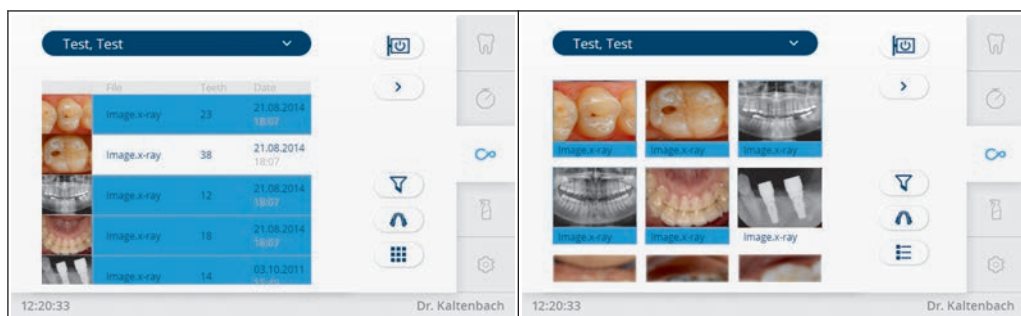 Test, Test
File Teeth Date
Image.x-ray 23 21.08.2014
18:07
Image.x-ray 38 21.08.2014
18:07
Image.x-ray 12 21.08.2014
18:07
Image.x-ray 18 21.08.2014
18:07
Image.x-ray 14 03.10.2011
12:20:33 Dr. Kaltenbach
Test, Test
Image.x-ray Image.x-ray Image.x-ray
Image.x-ray Image.x-ray Image.x-ray
12:20:33 Dr. Kaltenbach